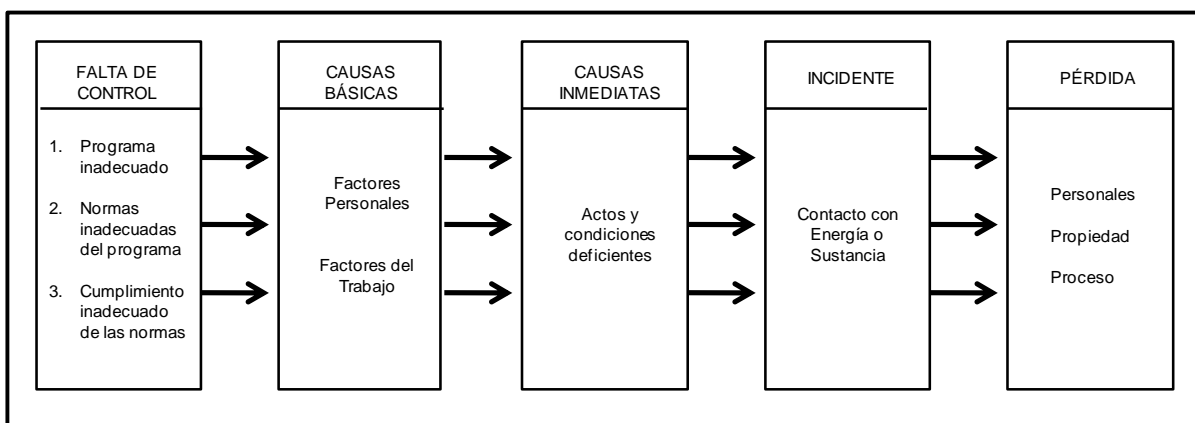 FALTA DE
CONTROL
1. Programa
inadecuado
2. Normas
inadecuadas
del programa
3. Cumplimiento
inadecuado
de las normas
CAUSAS
BÁSICAS
Factores
Personales
Factores del
Trabajo
CAUSAS
INMEDIATAS
Actos y
condiciones
deficientes
INCIDENTE
Contacto con
Energía o
Sustancia
PÉRDIDA
Personales
Propiedad
Proceso